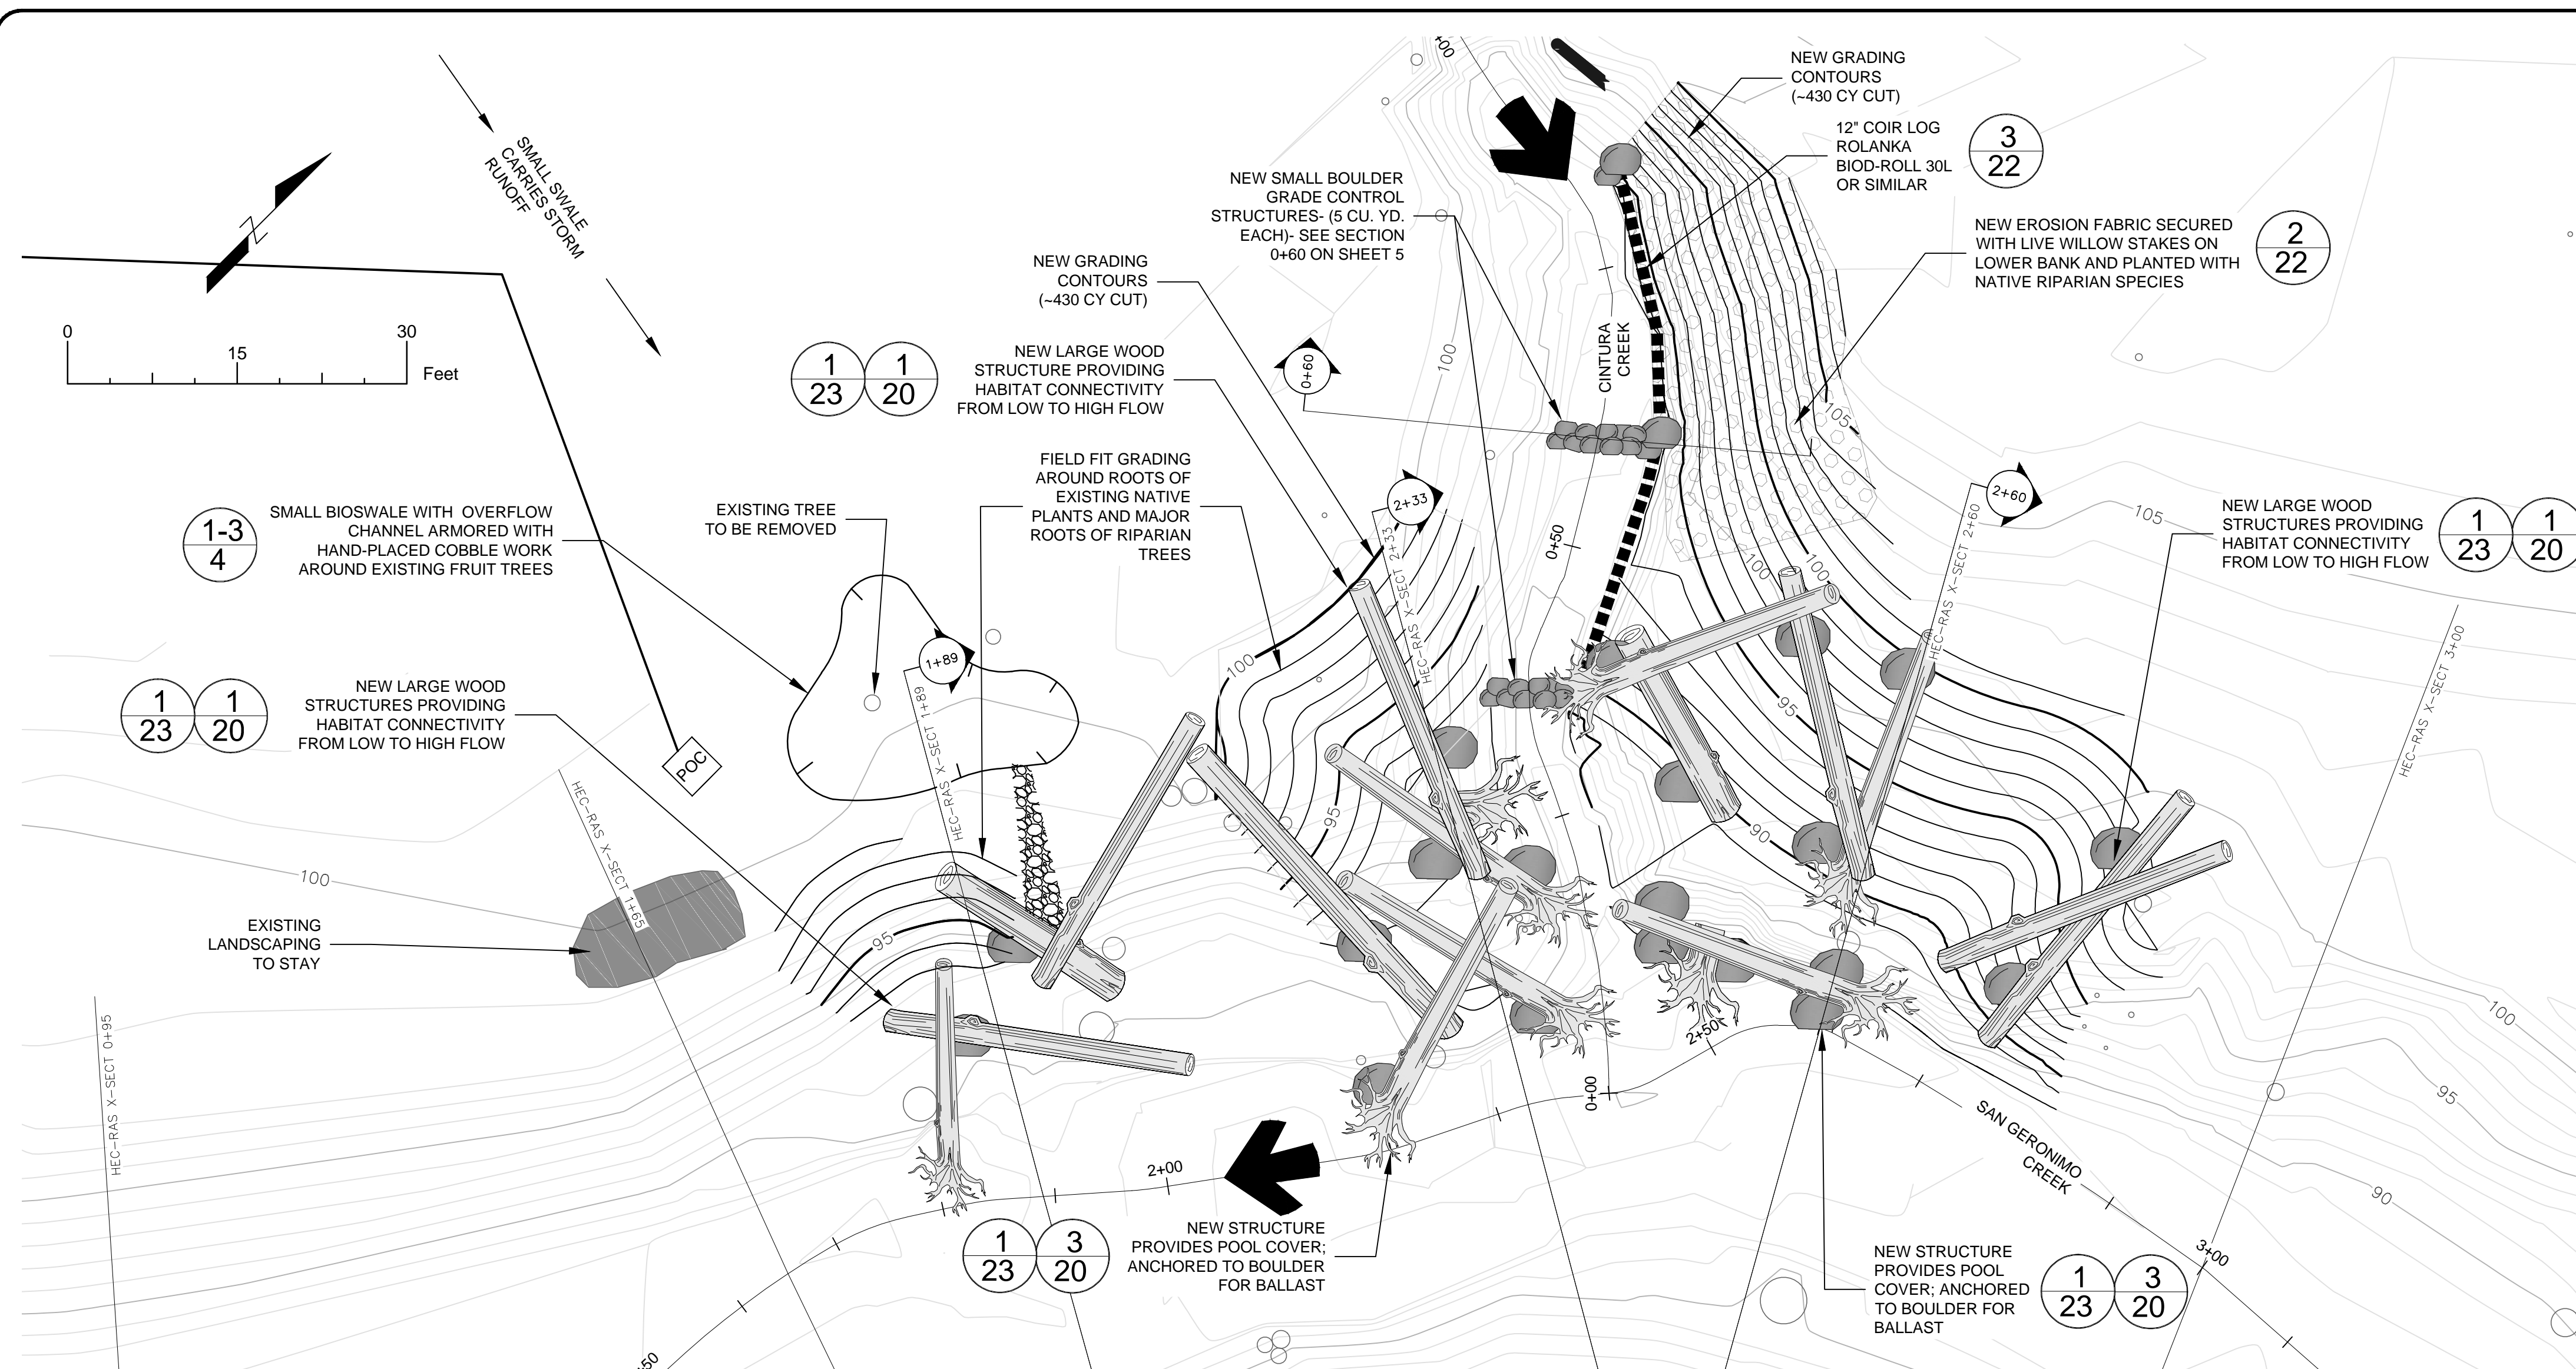 NEW GRADING
CONTOURS
(~430 CY CUT)
12" COIR LOG
ROLANKA
BIOD-ROLL 30L
OR SIMILAR
3
22
NEW EROSION FABRIC SECURED
WITH LIVE WILLOW STAKES ON
LOWER BANK AND PLANTED WITH
NATIVE RIPARIAN SPECIES
2
22
SMALL SWALE
CARRIES STORM
RUNOFF
N
0
15
30
Feet
NEW SMALL BOULDER
GRADE CONTROL
STRUCTURES- (5 CU. YD.
EACH)- SEE SECTION
0+60 ON SHEET 5
NEW GRADING
CONTOURS
(~430 CY CUT)
1
23
1
20
NEW LARGE WOOD
STRUCTURE PROVIDING
HABITAT CONNECTIVITY
FROM LOW TO HIGH FLOW
0+60
100
CINTURA
CREEK
105
FIELD FIT GRADING
AROUND ROOTS OF
EXISTING NATIVE
PLANTS AND MAJOR
ROOTS OF RIPARIAN
TREES
2+33
HEC-RAS X-SECT 2+33
0+50
2+60
HEC-RAS X-SECT 2+60
105
NEW LARGE WOOD
STRUCTURES PROVIDING
HABITAT CONNECTIVITY
FROM LOW TO HIGH FLOW
1
23
1
20
1-3
4
SMALL BIOSWALE WITH OVERFLOW
CHANNEL ARMORED WITH
HAND-PLACED COBBLE WORK
AROUND EXISTING FRUIT TREES
EXISTING TREE
TO BE REMOVED
100
100
1+89
HEC-RAS X-SECT 1+89
100
HEC-RAS X-SECT 3+00
1
23
1
20
NEW LARGE WOOD
STRUCTURES PROVIDING
HABITAT CONNECTIVITY
FROM LOW TO HIGH FLOW
POC
95
95
90
HEC-RAS X-SECT 1+65
100
95
EXISTING
LANDSCAPING
TO STAY
HEC-RAS X-SECT 0+95
100
95
90
2+50
0+00
SAN GERONIMO
CREEK
2+00
3+00
1
23
3
20
NEW STRUCTURE
PROVIDES POOL COVER;
ANCHORED TO BOULDER
FOR BALLAST
NEW STRUCTURE
PROVIDES POOL
COVER; ANCHORED
TO BOULDER FOR
BALLAST
1
23
3
20